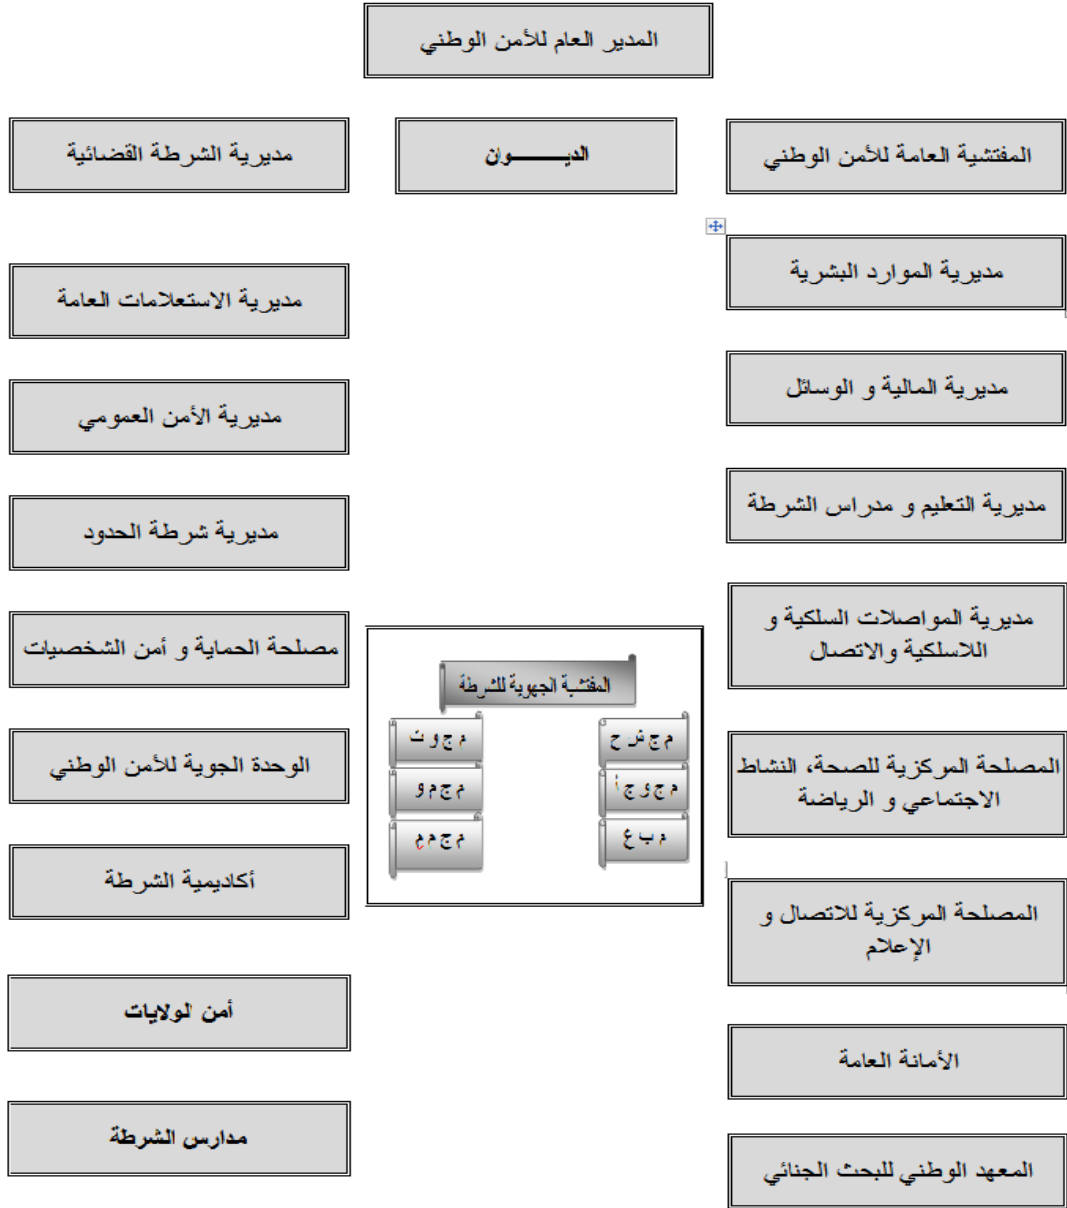 المدير العام للأمن الوطني
المفتشية العامة للأمن الوطني
الديـــــوان
مديرية الشرطة القضائية
مديرية الموارد البشرية
مديرية الاستعلامات العامة
مديرية المالية و الوسائل
مديرية الأمن العمومي
مديرية التعليم و مدراس الشرطة
مديرية شرطة الحدود
مديرية المواصلات السلكية و
اللاسلكية والاتصال
مصلحة الحماية و أمن الشخصيات
المفتشية الجهوية للشرطة
م ج ش ح
م ج و ت
م ج و ج أ
م ج م و
م ب ع
م ج م م
المصلحة المركزية للصحة، النشاط
الاجتماعي و الرياضة
الوحدة الجوية للأمن الوطني
المصلحة المركزية للاتصال و
الإعلام
أكاديمية الشرطة
الأمانة العامة
أمن لولايات
المعهد الوطني للبحث الجنائي
مدارس الشرطة